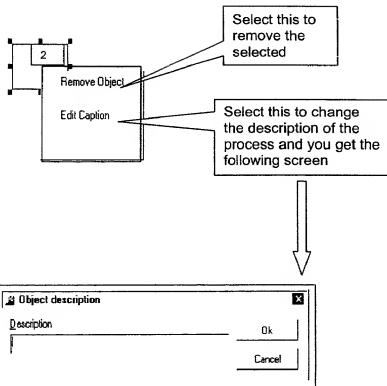 Select this to
remove the
selected
2
Remove Object
Edit Caption
Select this to change
the description of the
process and you get the
following screen
Object description
Description
Ok
Cancel